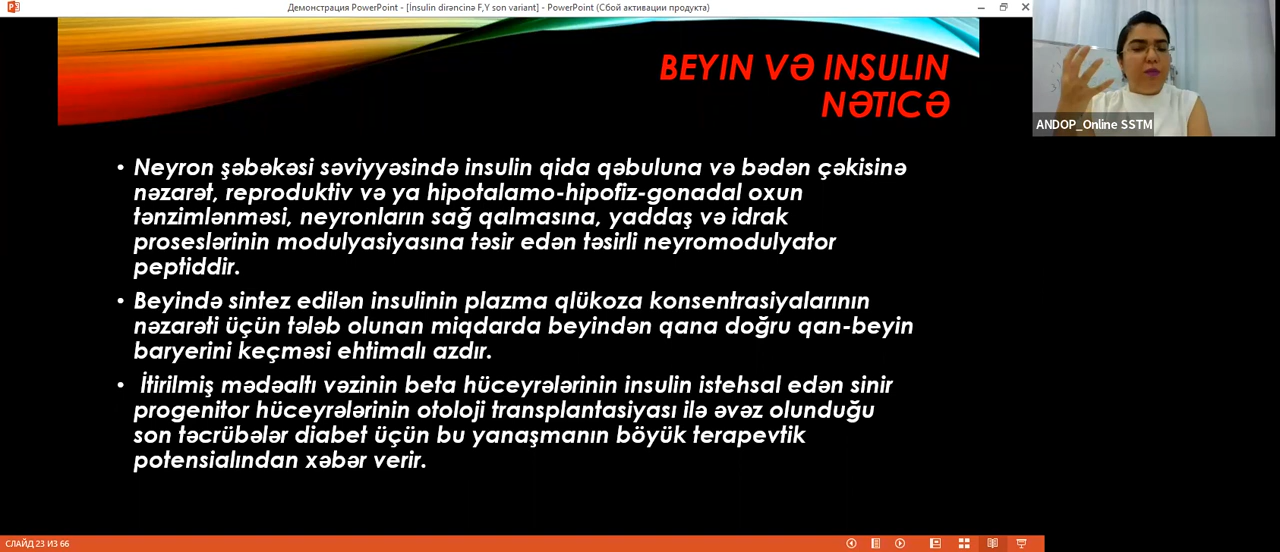 Демонстрация PowerPoint - [İnsulin dirəncinə F,Y son variant] - PowerPoint (Сбой активации продукта)
BEYIN VƏ INSULIN
NƏTICƏ
• Neyron şəbəkəsi səviyyəsində insulin qida qəbuluna və bədən çəkisinə
nəzarət, reproduktiv və ya hipotalamo-hipofiz-gonadal oxun
tənzimlənməsi, neyronların sağ qalmasına, yaddaş və idrak
proseslərinin modulyasiyasına təsir edən təsirli neyromodulyator
peptiddir.
• Beyində sintez edilən insulinin plazma qlükoza konsentrasiyalarının
nəzarəti üçün tələb olunan miqdarda beyindən qana doğru qan-beyin
baryerini keçməsi ehtimalı azdır.
• İtirilmiş mədəaltı vəzinin beta hüceyrələrinin insulin istehsal edən sinir
progenitor hüceyrələrinin otoloji transplantasiyası ilə əvəz olunduğu
son təcrübələr diabet üçün bu yanaşmanın böyük terapevtik
potensialından xəbər verir.
ANDOP_Online SSTM
СЛАЙД 23 ИЗ 66